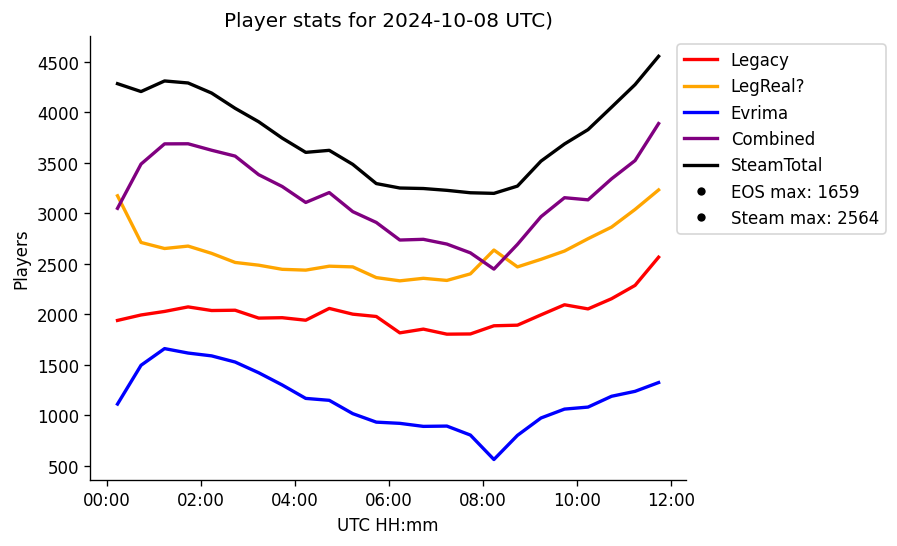 Player stats for 2024-10-08 UTC)
Players
4500
4000
3500
3000
2500
2000
1500
1000
500
00:00 02:00 04:00 06:00 08:00 10:00 12:00
UTC HH:mm
Legacy
LegReal?
Evrima
Combined
SteamTotal
EOS max: 1659
Steam max: 2564